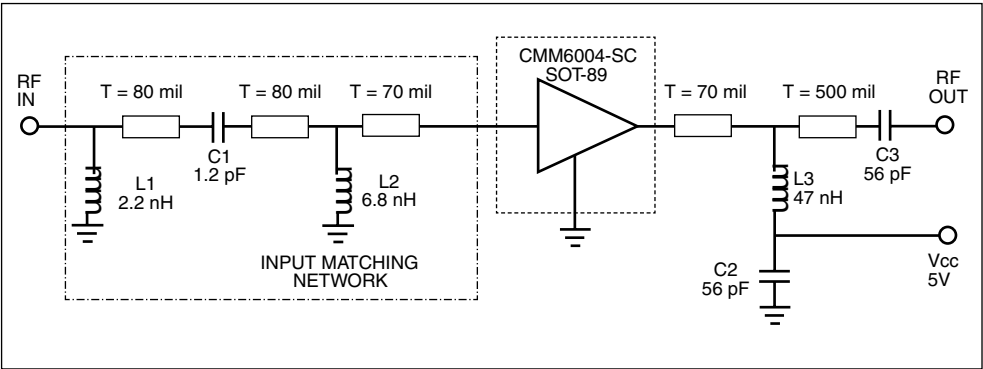 CMM6004-SC
SOT-89
RF
IN
T = 80 mil
T = 80 mil
T = 70 mil
T = 70 mil
T = 500 mil
RF
OUT
C1
1.2 pF
C3
56 pF
L1
2.2 nH
L2
6.8 nH
L3
47 nH
INPUT MATCHING
NETWORK
C2
56 pF
Vcc
5V